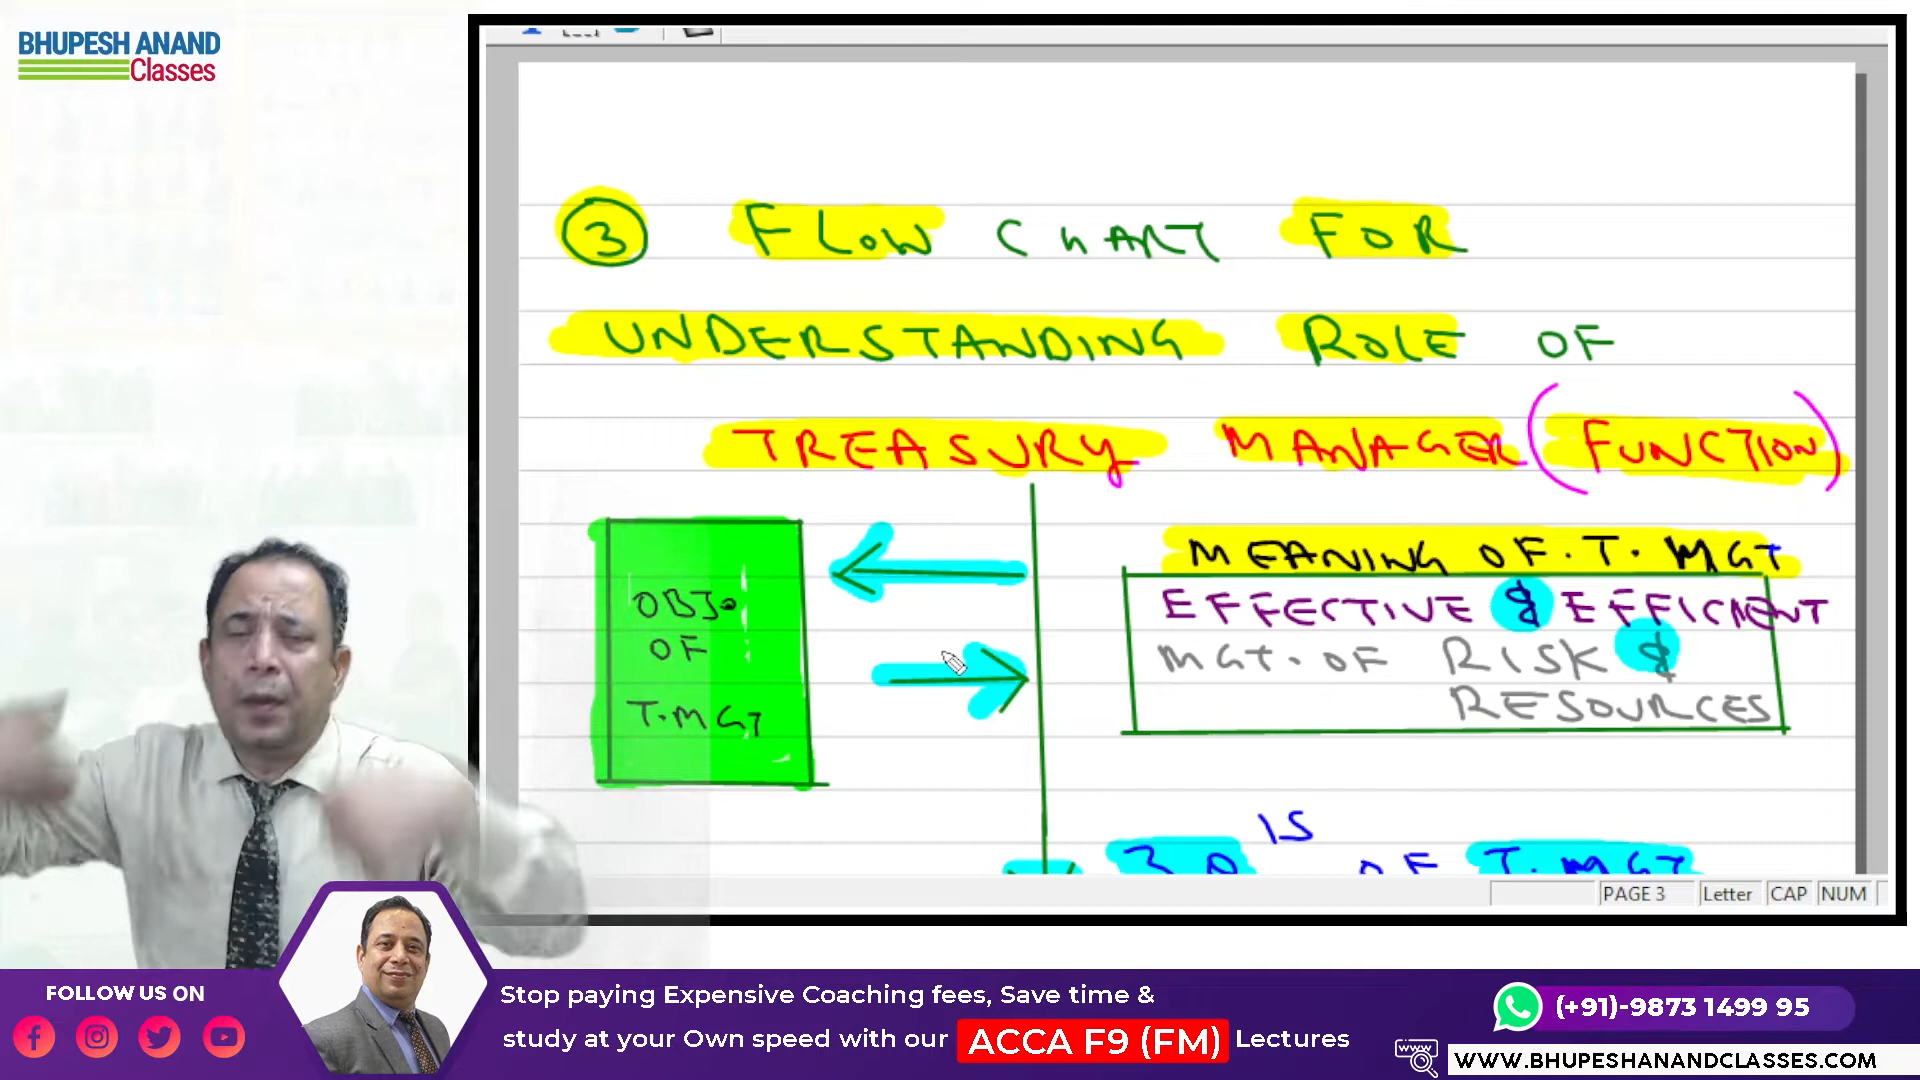 BHUPESH ANAND
Classes
3 FLOW CHART FOR
UNDERSTANDING ROLE OF
TREASURY MANAGER (FUNCTION)
MEANING OF . T. MGT
EFFECTIVE & EFFICIENT
MGT. OF RISK &
RESOURCES
OBJ.
OF
T.MGT
IS
OF T.MGT
PAGE 3 Letter CAP NUM
FOLLOW US ON
Stop paying Expensive Coaching fees, Save time &
study at your Own speed with our ACCA F9 (FM) Lectures
(+91)-9873 1499 95
www
WWW.BHUPESHANANDCLASSES.COM